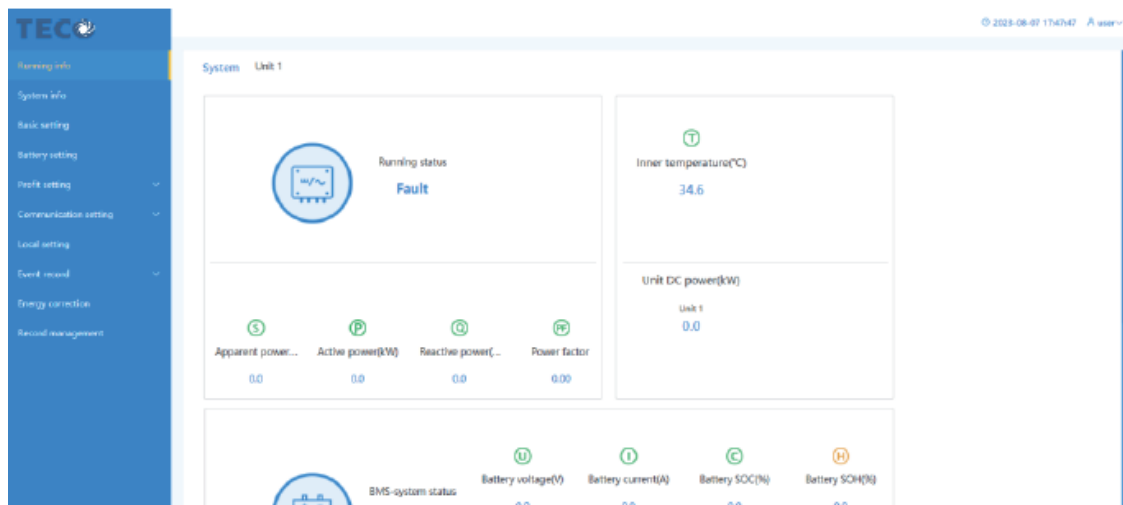 TECO
2023-08-07 17:47:47 user
Running info
System info
Basic setting
Battery setting
Profit setting
Communication setting
Local setting
Event record
Energy correction
Record management
System Unit 1
Running status
Fault
S P Q PF
Apparent power... Active power(kW) Reactive power(... Power factor
0.0 0.0 0.0 0.00
T
Inner temperature(°C)
34.6
Unit DC power(kW)
Unit 1
0.0
BMS-system status
U I C H
Battery voltage(V) Battery current(A) Battery SOC(%) Battery SOH(%)